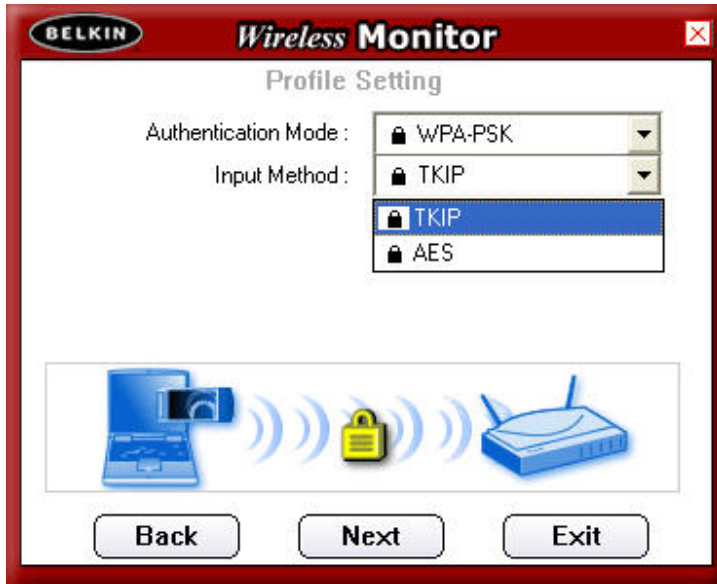 BELKIN
Wireless Monitor
Profile Setting
Authentication Mode : WPA-PSK
Input Method : TKIP
TKIP
AES
Back Next Exit